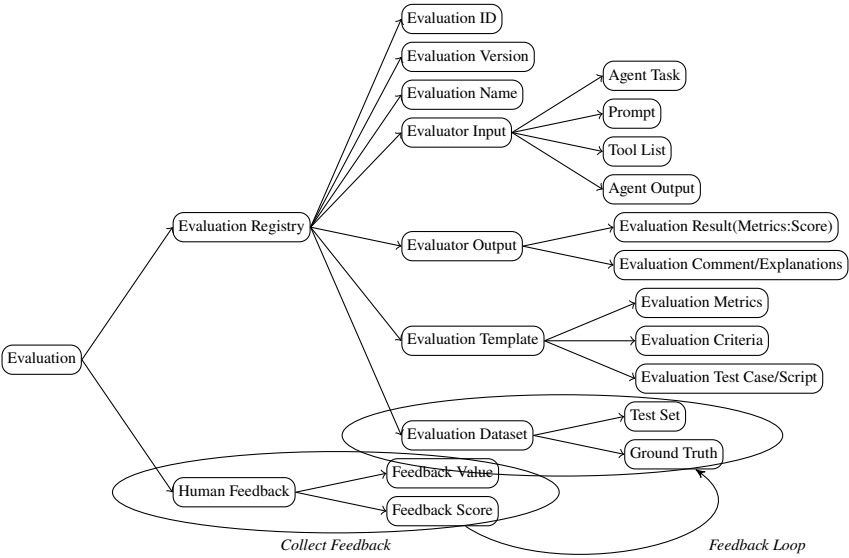 Evaluation ID
Evaluation Version
Evaluation Name
Evaluator Input
Agent Task
Prompt
Tool List
Agent Output
Evaluation Registry
Evaluator Output
Evaluation Result(Metrics:Score)
Evaluation Comment/Explanations
Evaluation Template
Evaluation Metrics
Evaluation Criteria
Evaluation Test Case/Script
Evaluation
Evaluation Dataset
Test Set
Ground Truth
Human Feedback
Feedback Value
Feedback Score
Collect Feedback
Feedback Loop